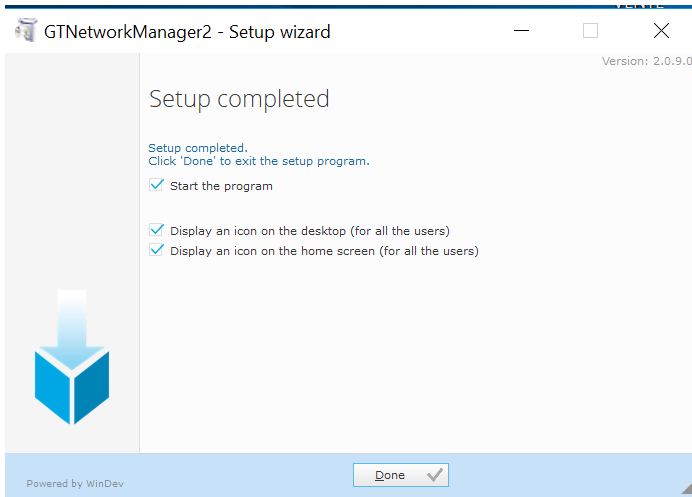 VENTE
GTNetworkManager2 - Setup wizard
Version: 2.0.9.0
Setup completed
Setup completed.
Click 'Done' to exit the setup program.
Start the program
Display an icon on the desktop (for all the users)
Display an icon on the home screen (for all the users)
Done
Powered by WinDev